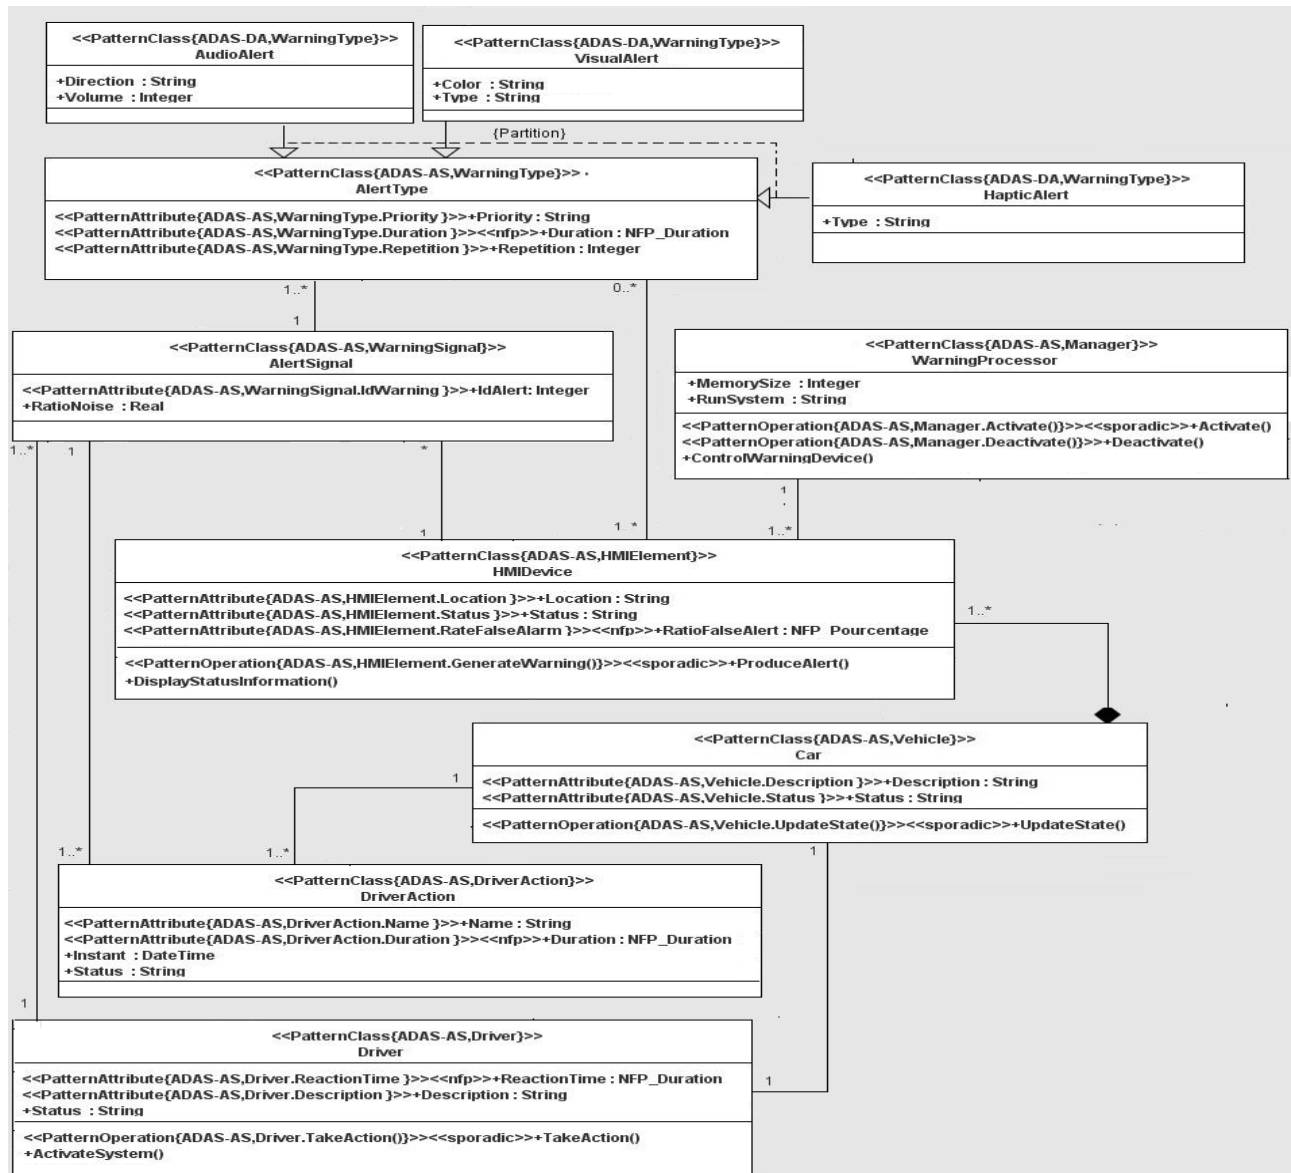 <<PatternClass{ADAS-DA,WarningType}>>
AudioAlert
+Direction : String
+Volume : Integer
<<PatternClass{ADAS-DA,WarningType}>>
VisualAlert
+Color : String
+Type : String
{Partition}
<<PatternClass{ADAS-AS,WarningType}>>
AlertType
<<PatternAttribute{ADAS-AS,WarningType.Priority }>>+Priority : String
<<PatternAttribute{ADAS-AS,WarningType.Duration }>><<nfp>>+Duration : NFP_Duration
<<PatternAttribute{ADAS-AS,WarningType.Repetition }>>+Repetition : Integer
<<PatternClass{ADAS-DA,WarningType}>>
HapticAlert
+Type : String
1..*
0..*
1
<<PatternClass{ADAS-AS,WarningSignal}>>
AlertSignal
<<PatternAttribute{ADAS-AS,WarningSignal.IdWarning }>>+IdAlert: Integer
+RatioNoise : Real
<<PatternClass{ADAS-AS,Manager}>>
WarningProcessor
+MemorySize : Integer
+RunSystem : String
<<PatternOperation{ADAS-AS,Manager.Activate()}>><<sporadic>>+Activate()
<<PatternOperation{ADAS-AS,Manager.Deactivate()}>>+Deactivate()
+ControlWarningDevice()
1..*
1
*
1
1
1..*
1..*
<<PatternClass{ADAS-AS,HMIElement}>>
HMIDevice
<<PatternAttribute{ADAS-AS,HMIElement.Location }>>+Location : String
<<PatternAttribute{ADAS-AS,HMIElement.Status }>>+Status : String
<<PatternAttribute{ADAS-AS,HMIElement.RateFalseAlarm }>><<nfp>>+RatioFalseAlert : NFP_Pourcentage
<<PatternOperation{ADAS-AS,HMIElement.GenerateWarning()}>><<sporadic>>+ProduceAlert()
+DisplayStatusInformation()
1..*
<<PatternClass{ADAS-AS,Vehicle}>>
Car
<<PatternAttribute{ADAS-AS,Vehicle.Description }>>+Description : String
<<PatternAttribute{ADAS-AS,Vehicle.Status }>>+Status : String
<<PatternOperation{ADAS-AS,Vehicle.UpdateState()}>><<sporadic>>+UpdateState()
1
1..*
1..*
1
<<PatternClass{ADAS-AS,DriverAction}>>
DriverAction
<<PatternAttribute{ADAS-AS,DriverAction.Name }>>+Name : String
<<PatternAttribute{ADAS-AS,DriverAction.Duration }>><<nfp>>+Duration : NFP_Duration
+Instant : DateTime
+Status : String
1
<<PatternClass{ADAS-AS,Driver}>>
Driver
<<PatternAttribute{ADAS-AS,Driver.ReactionTime }>><<nfp>>+ReactionTime : NFP_Duration
<<PatternAttribute{ADAS-AS,Driver.Description }>>+Description : String
+Status : String
<<PatternOperation{ADAS-AS,Driver.TakeAction()}>><<sporadic>>+TakeAction()
+ActivateSystem()
1